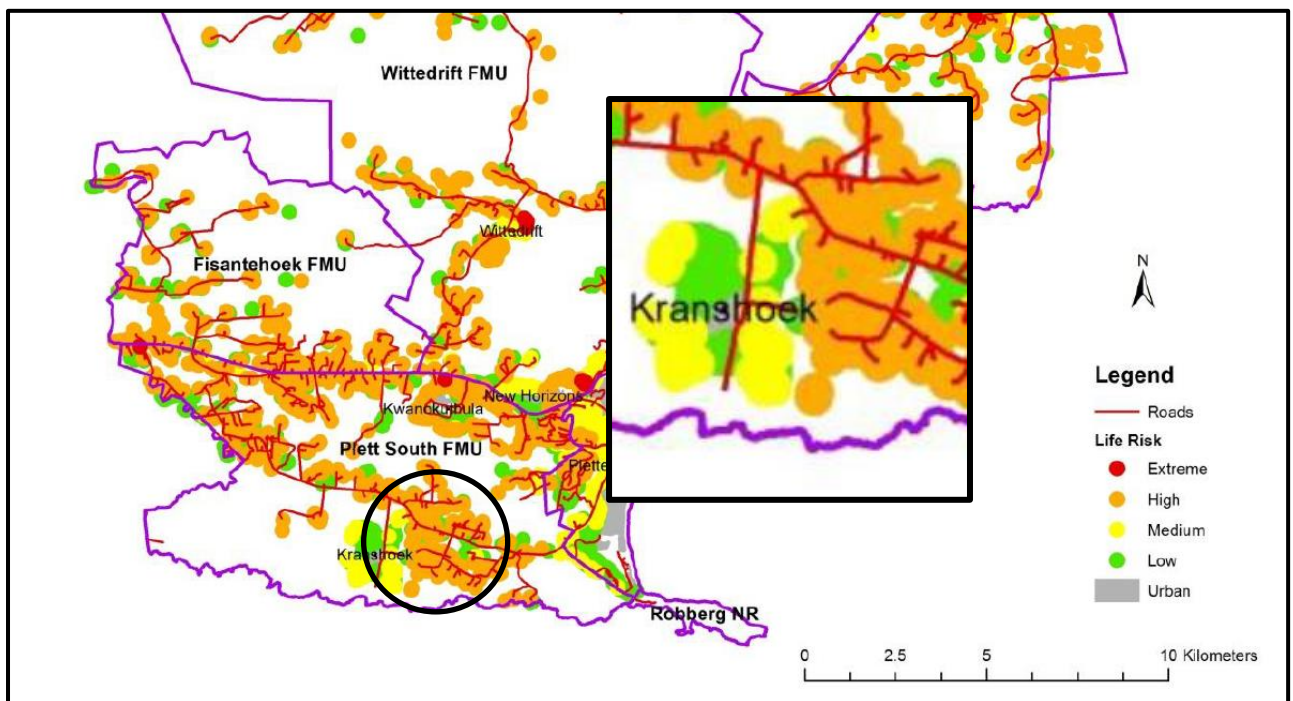 Wittedrift FMU
Wittedrift
Fisantehoek FMU
Kranshoek
N
New Horizons
Plett South FMU
Kranshoek
Robberg NR
Legend
Roads
Life Risk
Extreme
High
Medium
Low
Urban
0 2.5 5 10 Kilometers